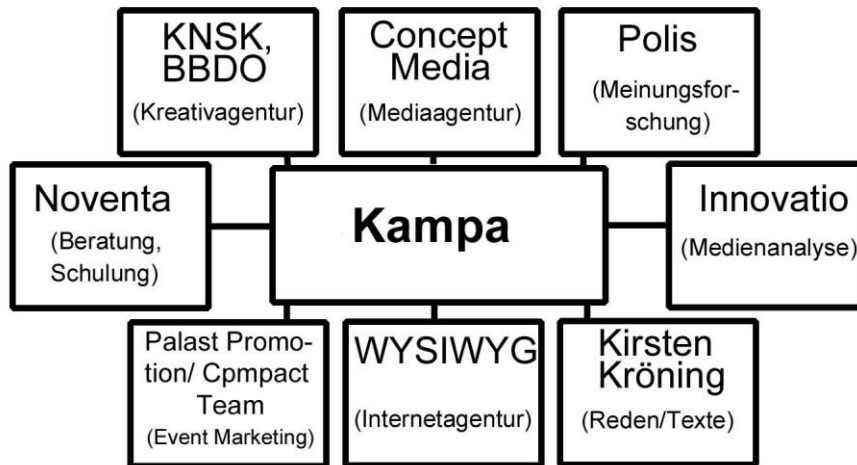 KNSK,
BBDO
(Kreativagentur)
Concept
Media
(Mediaagentur)
Polis
(Meinungsfor-
schung)
Noventa
(Beratung,
Schulung)
Kampa
Innovatio
(Medienanalyse)
Palast Promo-
tion/ Cpmpact
Team
(Event Marketing)
WYSIWYG
(Internetagentur)
Kirsten
Kröning
(Reden/Texte)